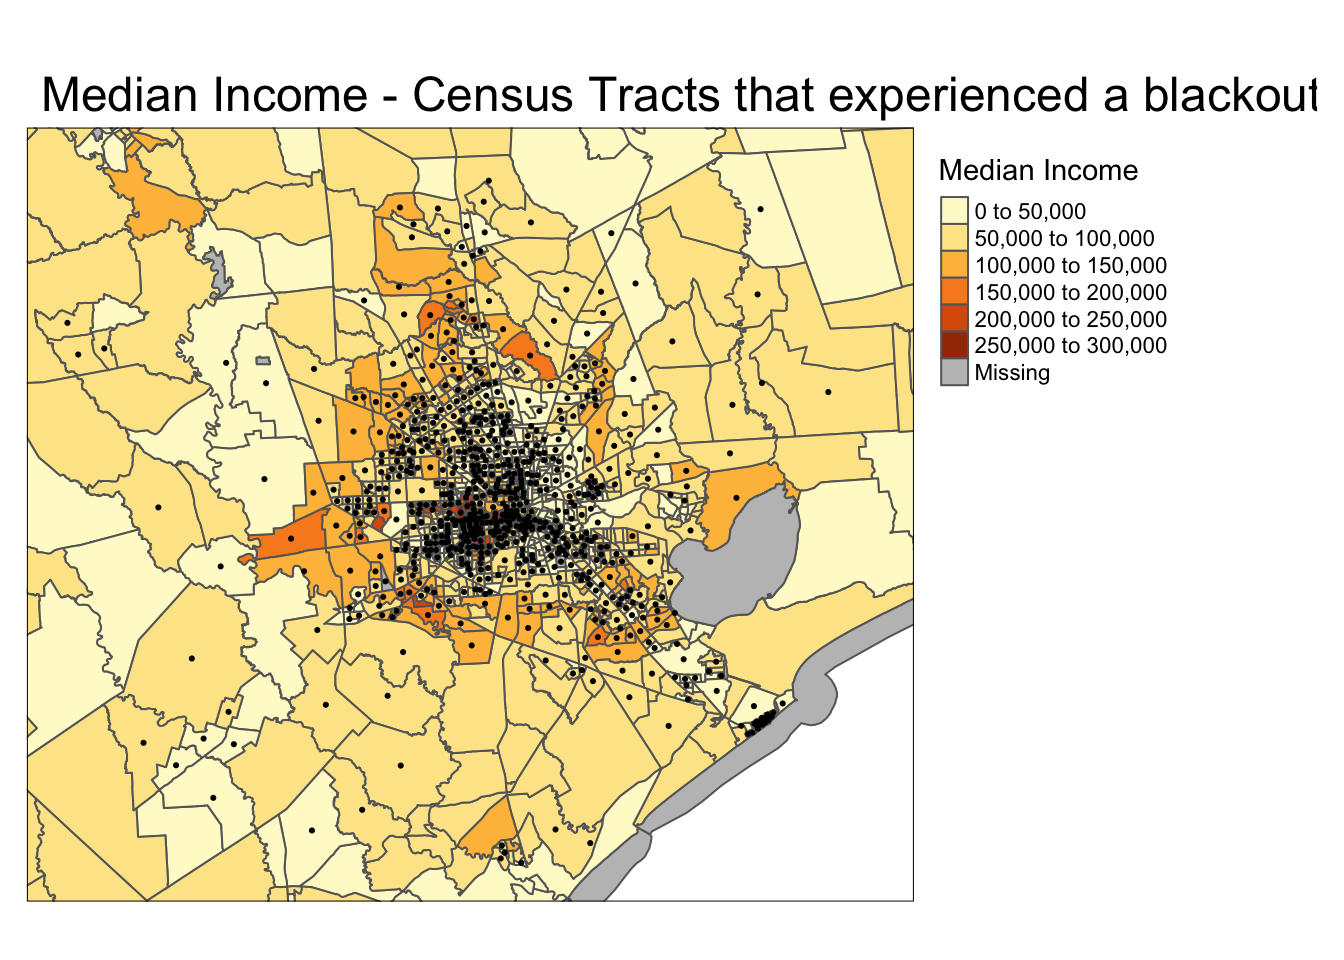 Median Income - Census Tracts that experienced a blackout
Median Income
0 to 50,000
50,000 to 100,000
100,000 to 150,000
150,000 to 200,000
200,000 to 250,000
250,000 to 300,000
Missing